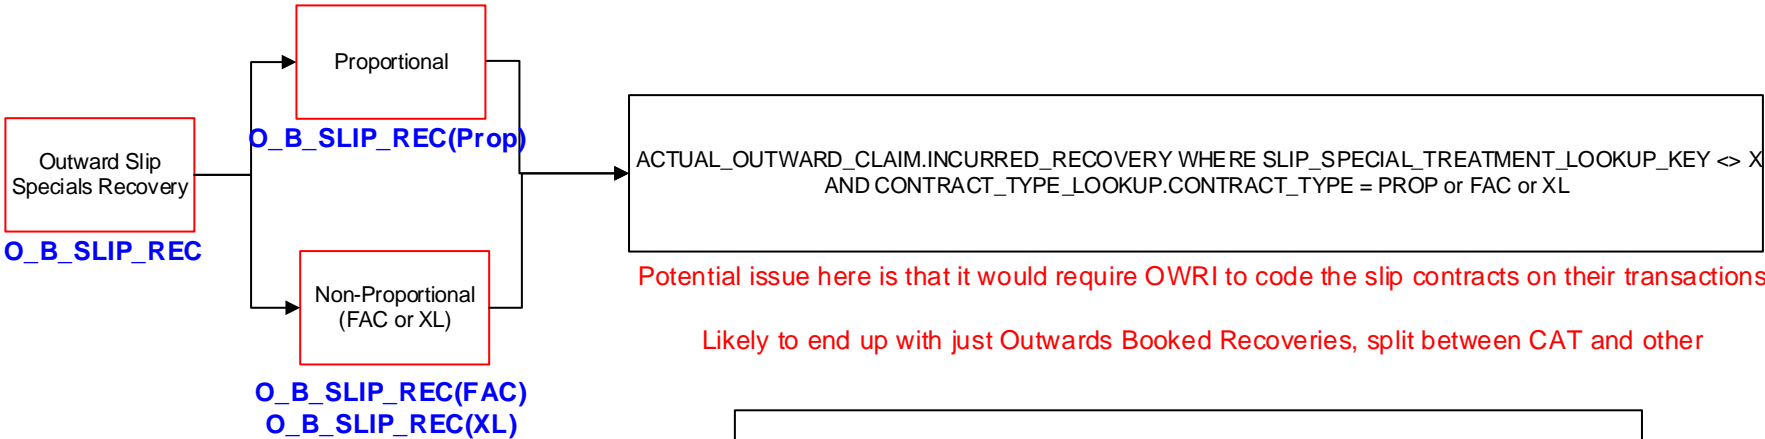 Proportional
O_B_SLIP_REC(Prop)
Outward Slip
Specials Recovery
O_B_SLIP_REC
ACTUAL_OUTWARD_CLAIM.INCURRED_RECOVERY WHERE SLIP_SPECIAL_TREATMENT_LOOKUP_KEY <> X
AND CONTRACT_TYPE_LOOKUP.CONTRACT_TYPE = PROP or FAC or XL
Non-Proportional
(FAC or XL)
O_B_SLIP_REC(FAC)
O_B_SLIP_REC(XL)
Potential issue here is that it would require OWRI to code the slip contracts on their transactions
Likely to end up with just Outwards Booked Recoveries, split between CAT and other